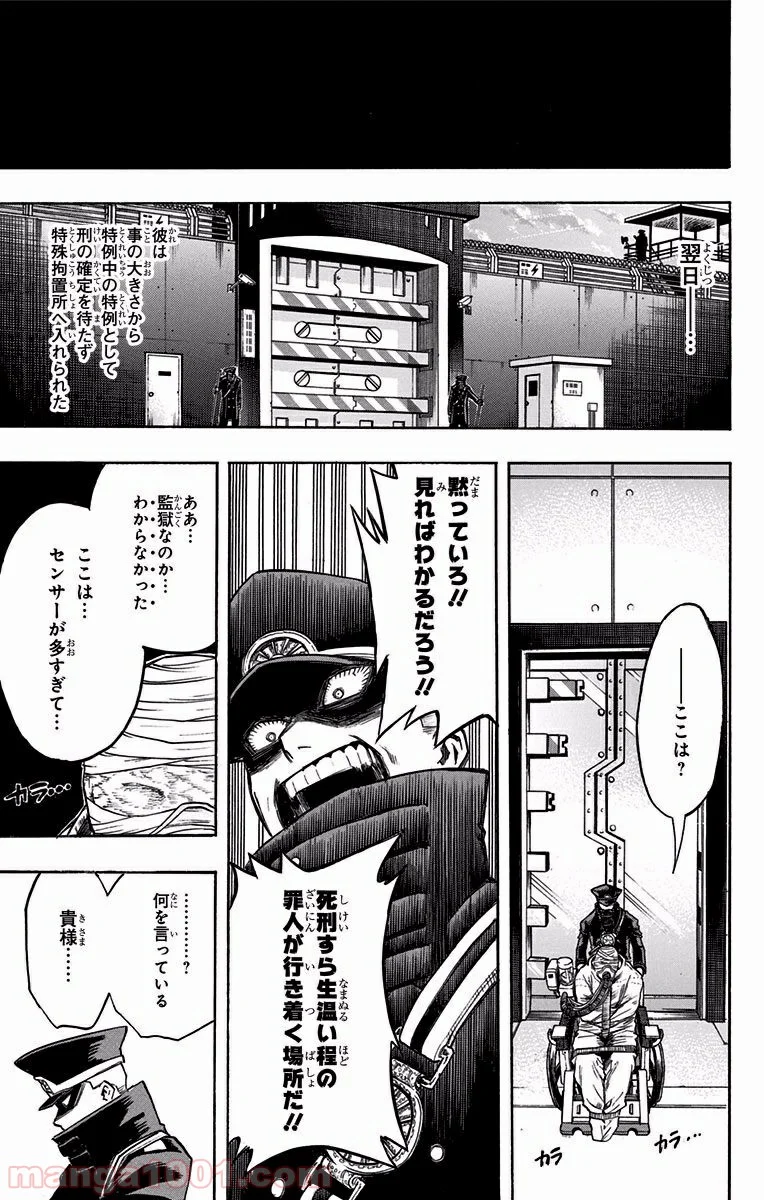 翌日……
彼は
事の大きさから
特例中の特例として
刑の確定を待たず
特殊拘置所へ入れられた
――ここは？
カラ
カラ…
黙っていろ!!
見ればわかるだろう!!
死刑すら生温い程の
罪人が行き着く場所だ!!
ああ…
監獄なのか…
わからなかった
ここは…
センサーが多すぎて…
カラ…
…………？
何を言っている
貴様……
manga1001.com